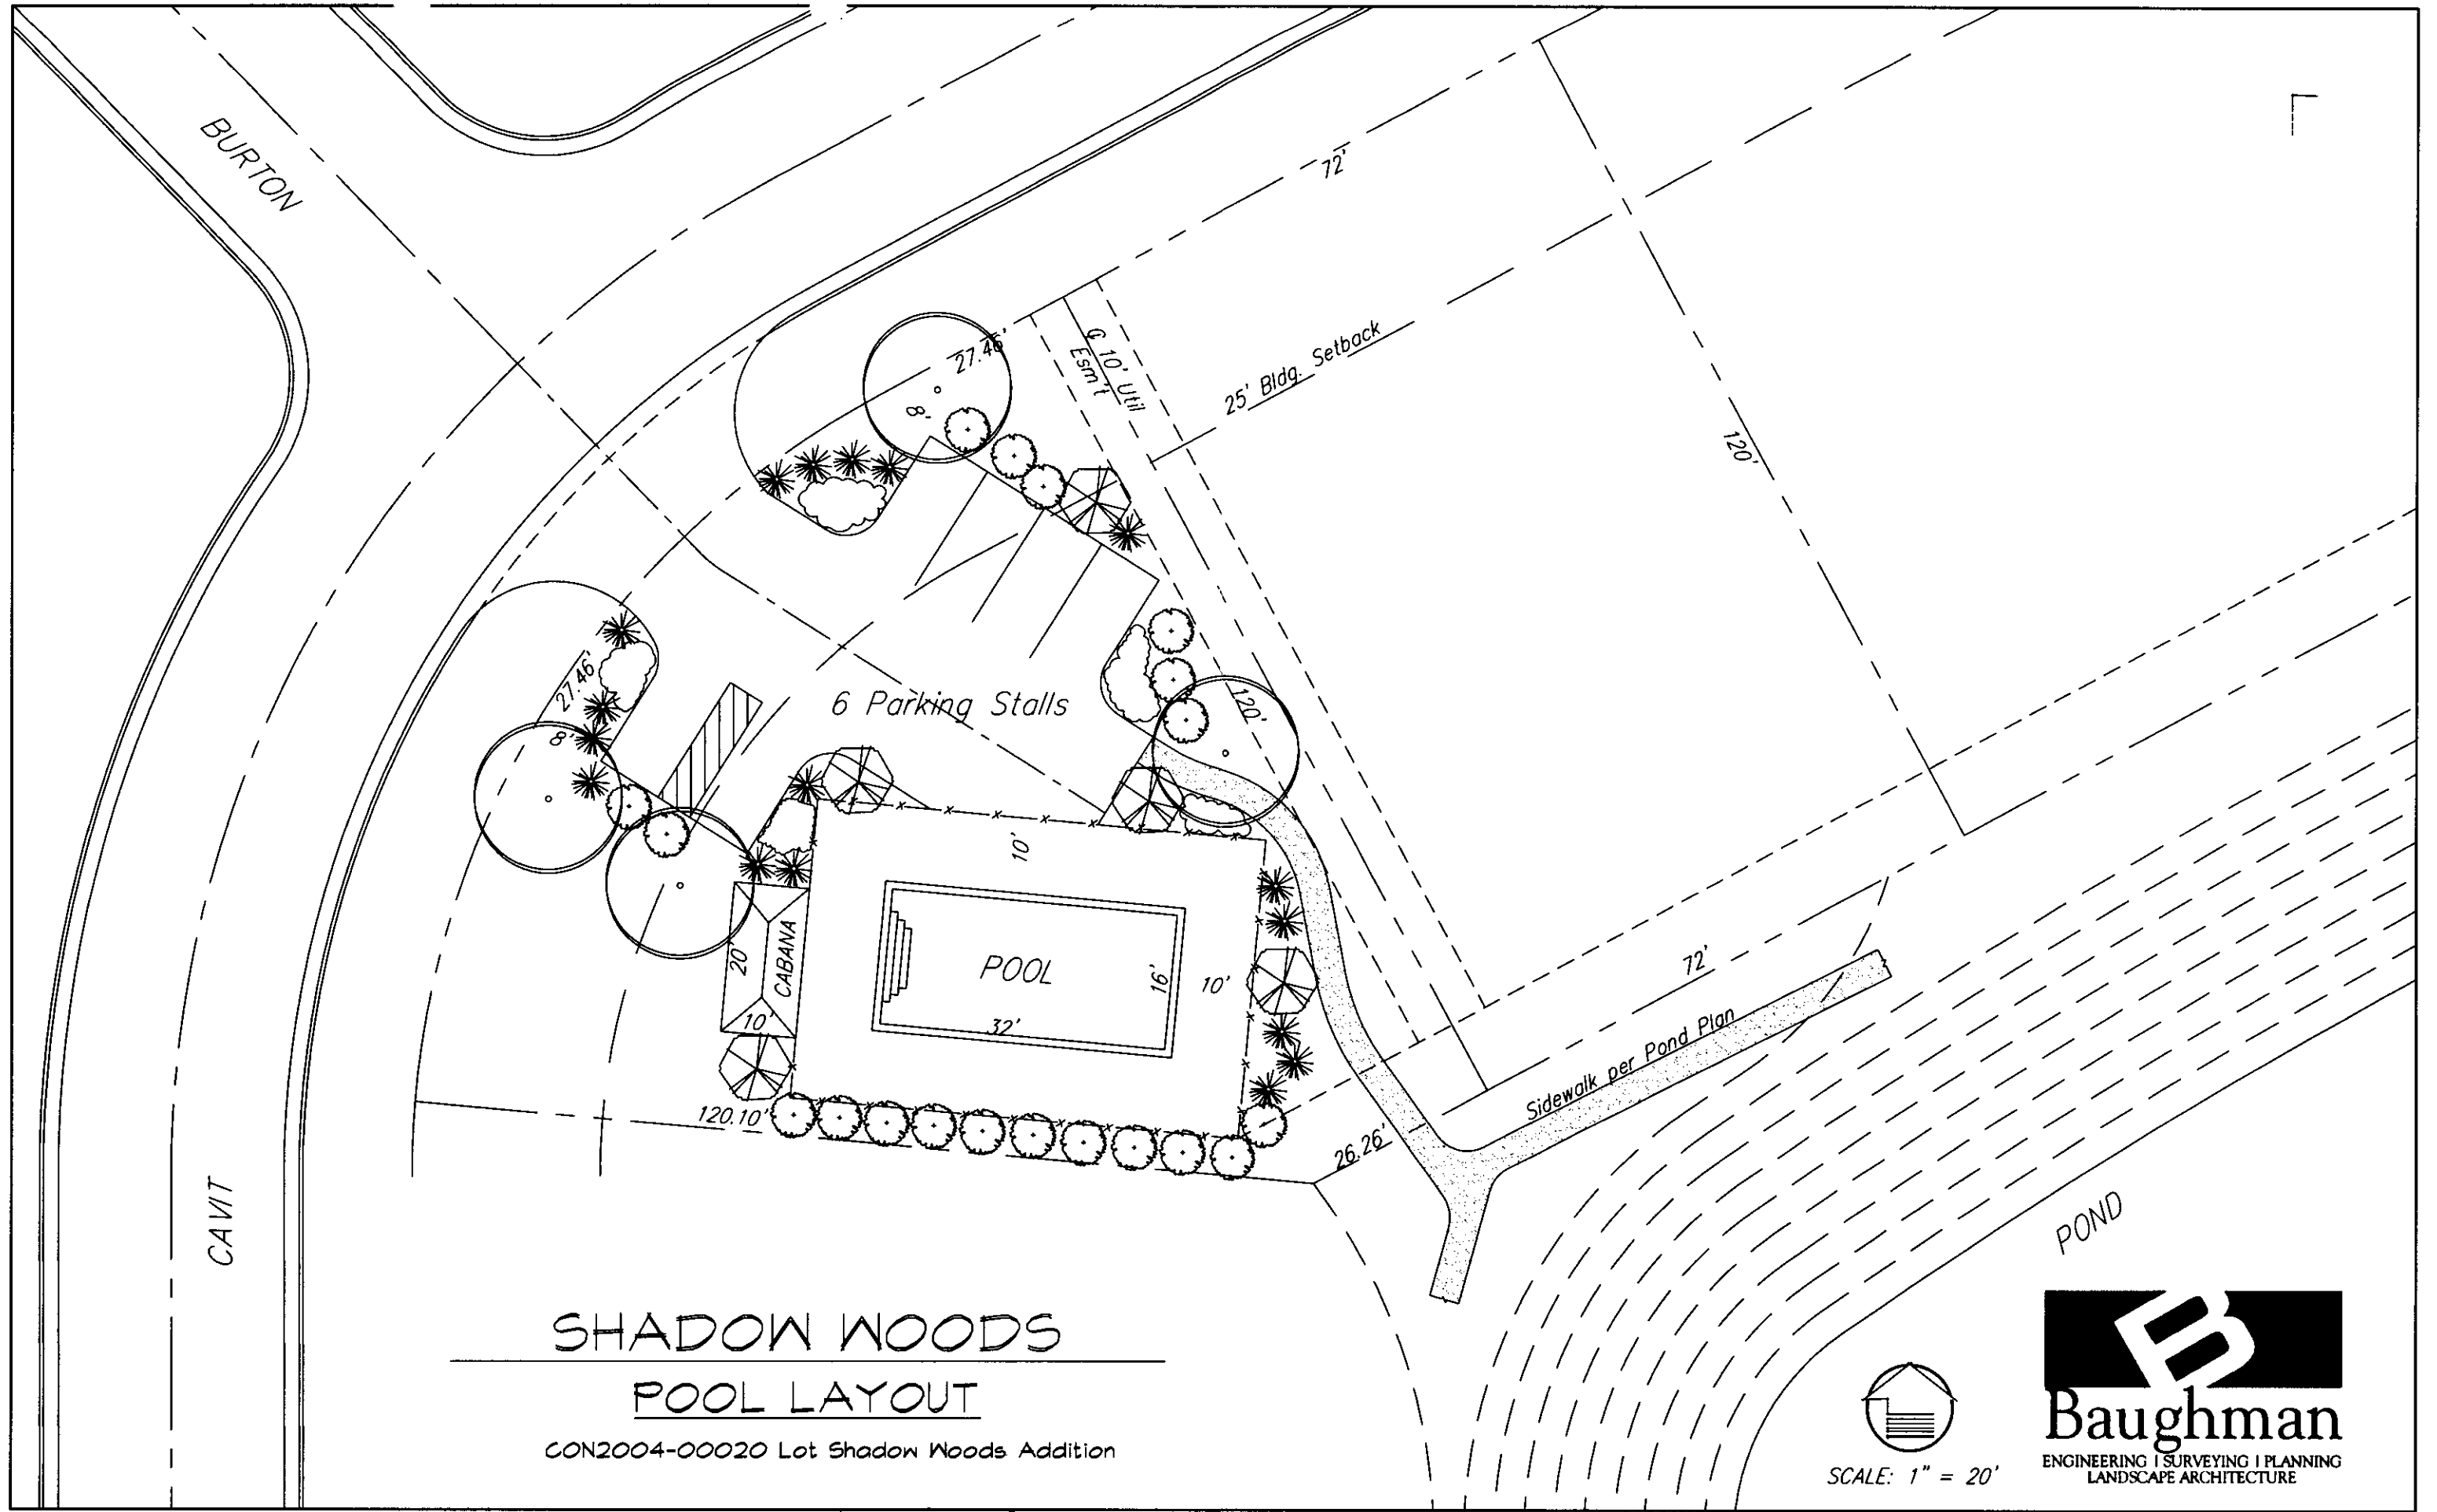 BURTON
72'
27.46'
₵ 10' Util
Esm't
25' Bldg. Setback
8'
120'
27.46'
6 Parking Stalls
120'
8'
10'
20'
CABANA
POOL
16'
10'
72'
10'
32'
Sidewalk per Pond Plan
120.10'
26.26'
CAVIT
POND
SHADOW WOODS
POOL LAYOUT
CON2004-00020 Lot Shadow Woods Addition
SCALE: 1" = 20'
B
Baughman
ENGINEERING | SURVEYING | PLANNING
LANDSCAPE ARCHITECTURE